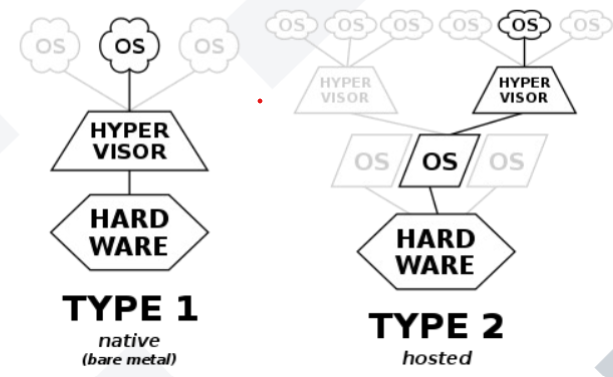 OS OS OS
HYPER
VISOR
HARD
WARE
TYPE 1
native
(bare metal)
OS OS OS OS OS OS
HYPER HYPER
VISOR VISOR
OS OS OS
HARD
WARE
TYPE 2
hosted